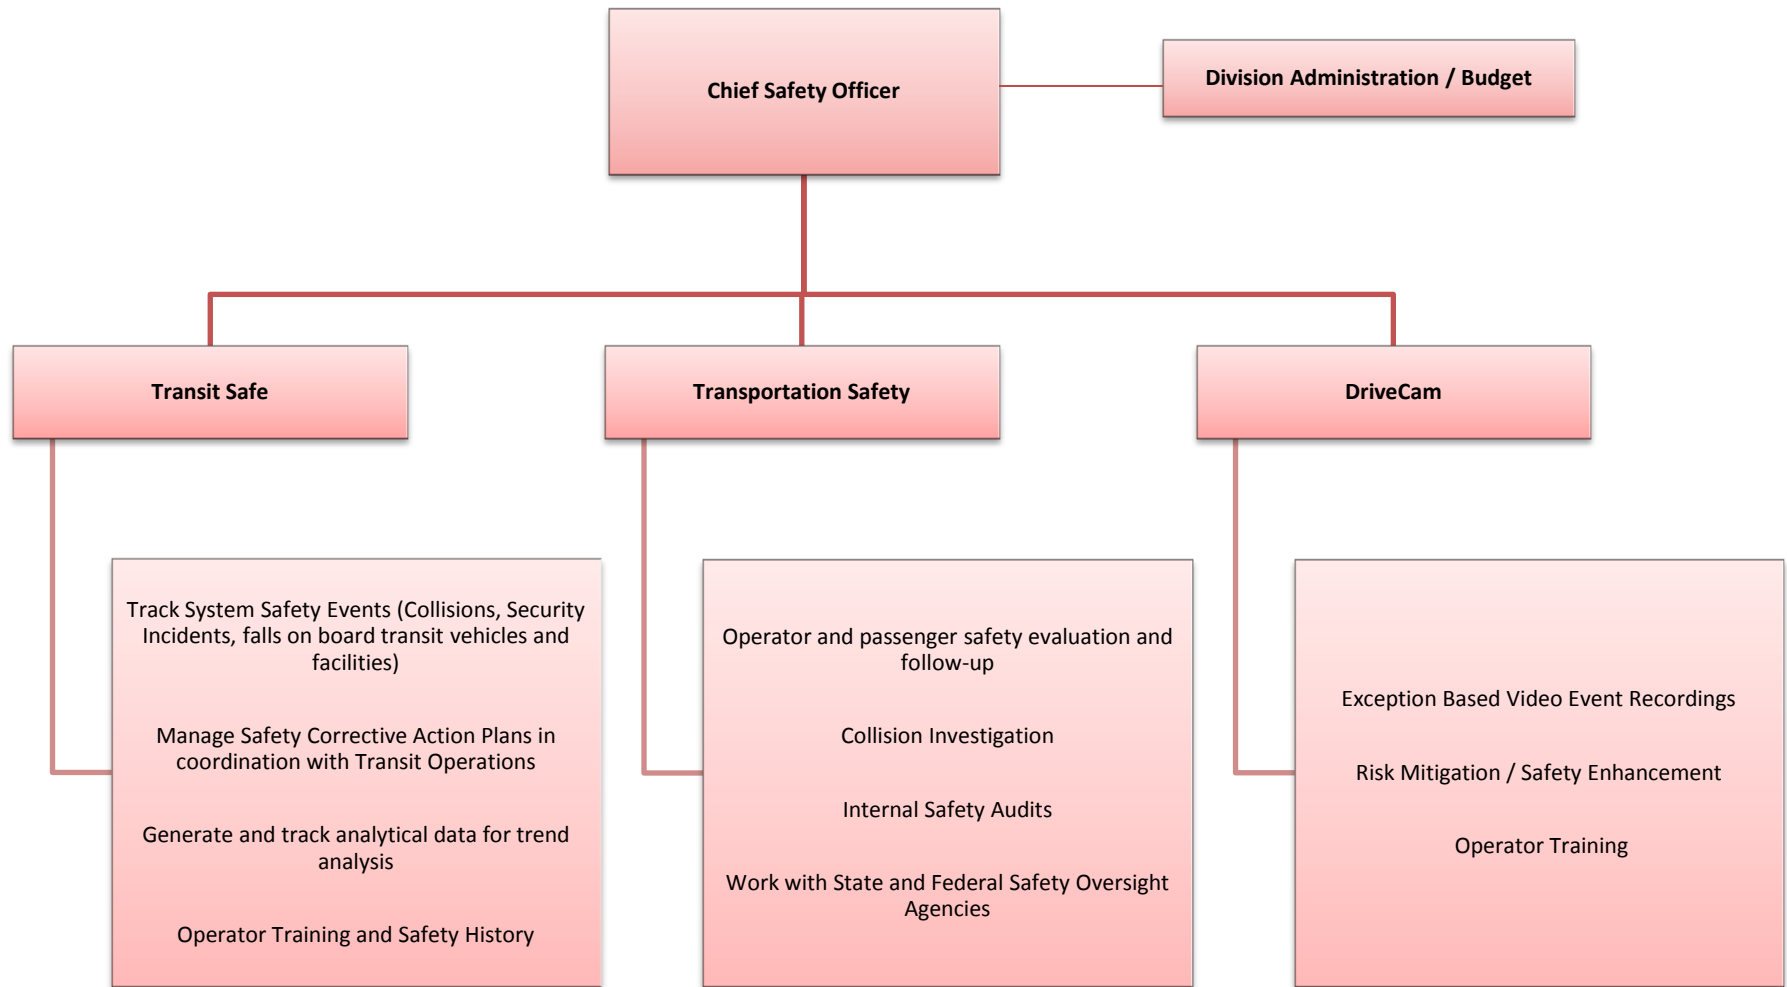 Chief Safety Officer
Division Administration / Budget
Transit Safe
Transportation Safety
DriveCam
Track System Safety Events (Collisions, Security
Incidents, falls on board transit vehicles and
facilities)
Manage Safety Corrective Action Plans in
coordination with Transit Operations
Generate and track analytical data for trend
analysis
Operator Training and Safety History
Operator and passenger safety evaluation and
follow-up
Collision Investigation
Internal Safety Audits
Work with State and Federal Safety Oversight
Agencies
Exception Based Video Event Recordings
Risk Mitigation / Safety Enhancement
Operator Training